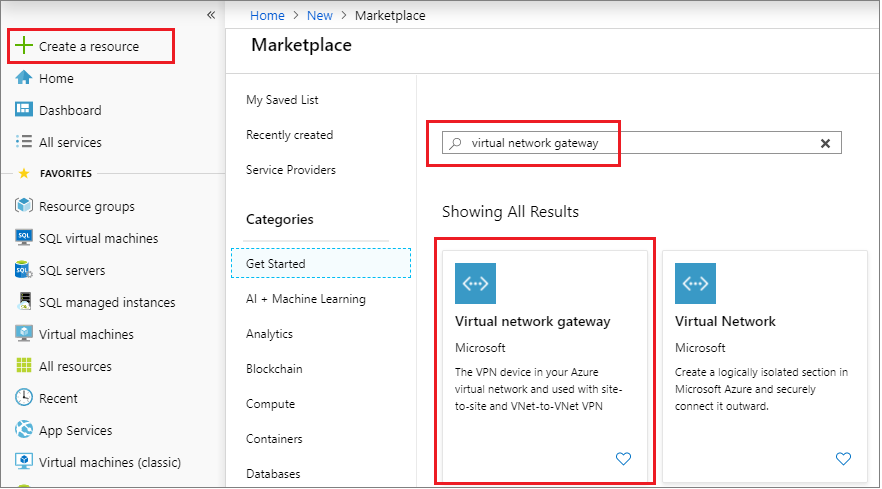 «
Create a resource
Home
Dashboard
All services
FAVORITES
Resource groups
SQL virtual machines
SQL servers
SQL managed instances
Virtual machines
All resources
Recent
App Services
Virtual machines (classic)
Home > New > Marketplace
Marketplace
My Saved List
Recently created
Service Providers
Categories
Get Started
AI + Machine Learning
Analytics
Blockchain
Compute
Containers
Databases
virtual network gateway
Showing All Results
Virtual network gateway
Microsoft
The VPN device in your Azure
virtual network and used with site-
to-site and VNet-to-VNet VPN
Virtual Network
Microsoft
Create a logically isolated section in
Microsoft Azure and securely
connect it outward.